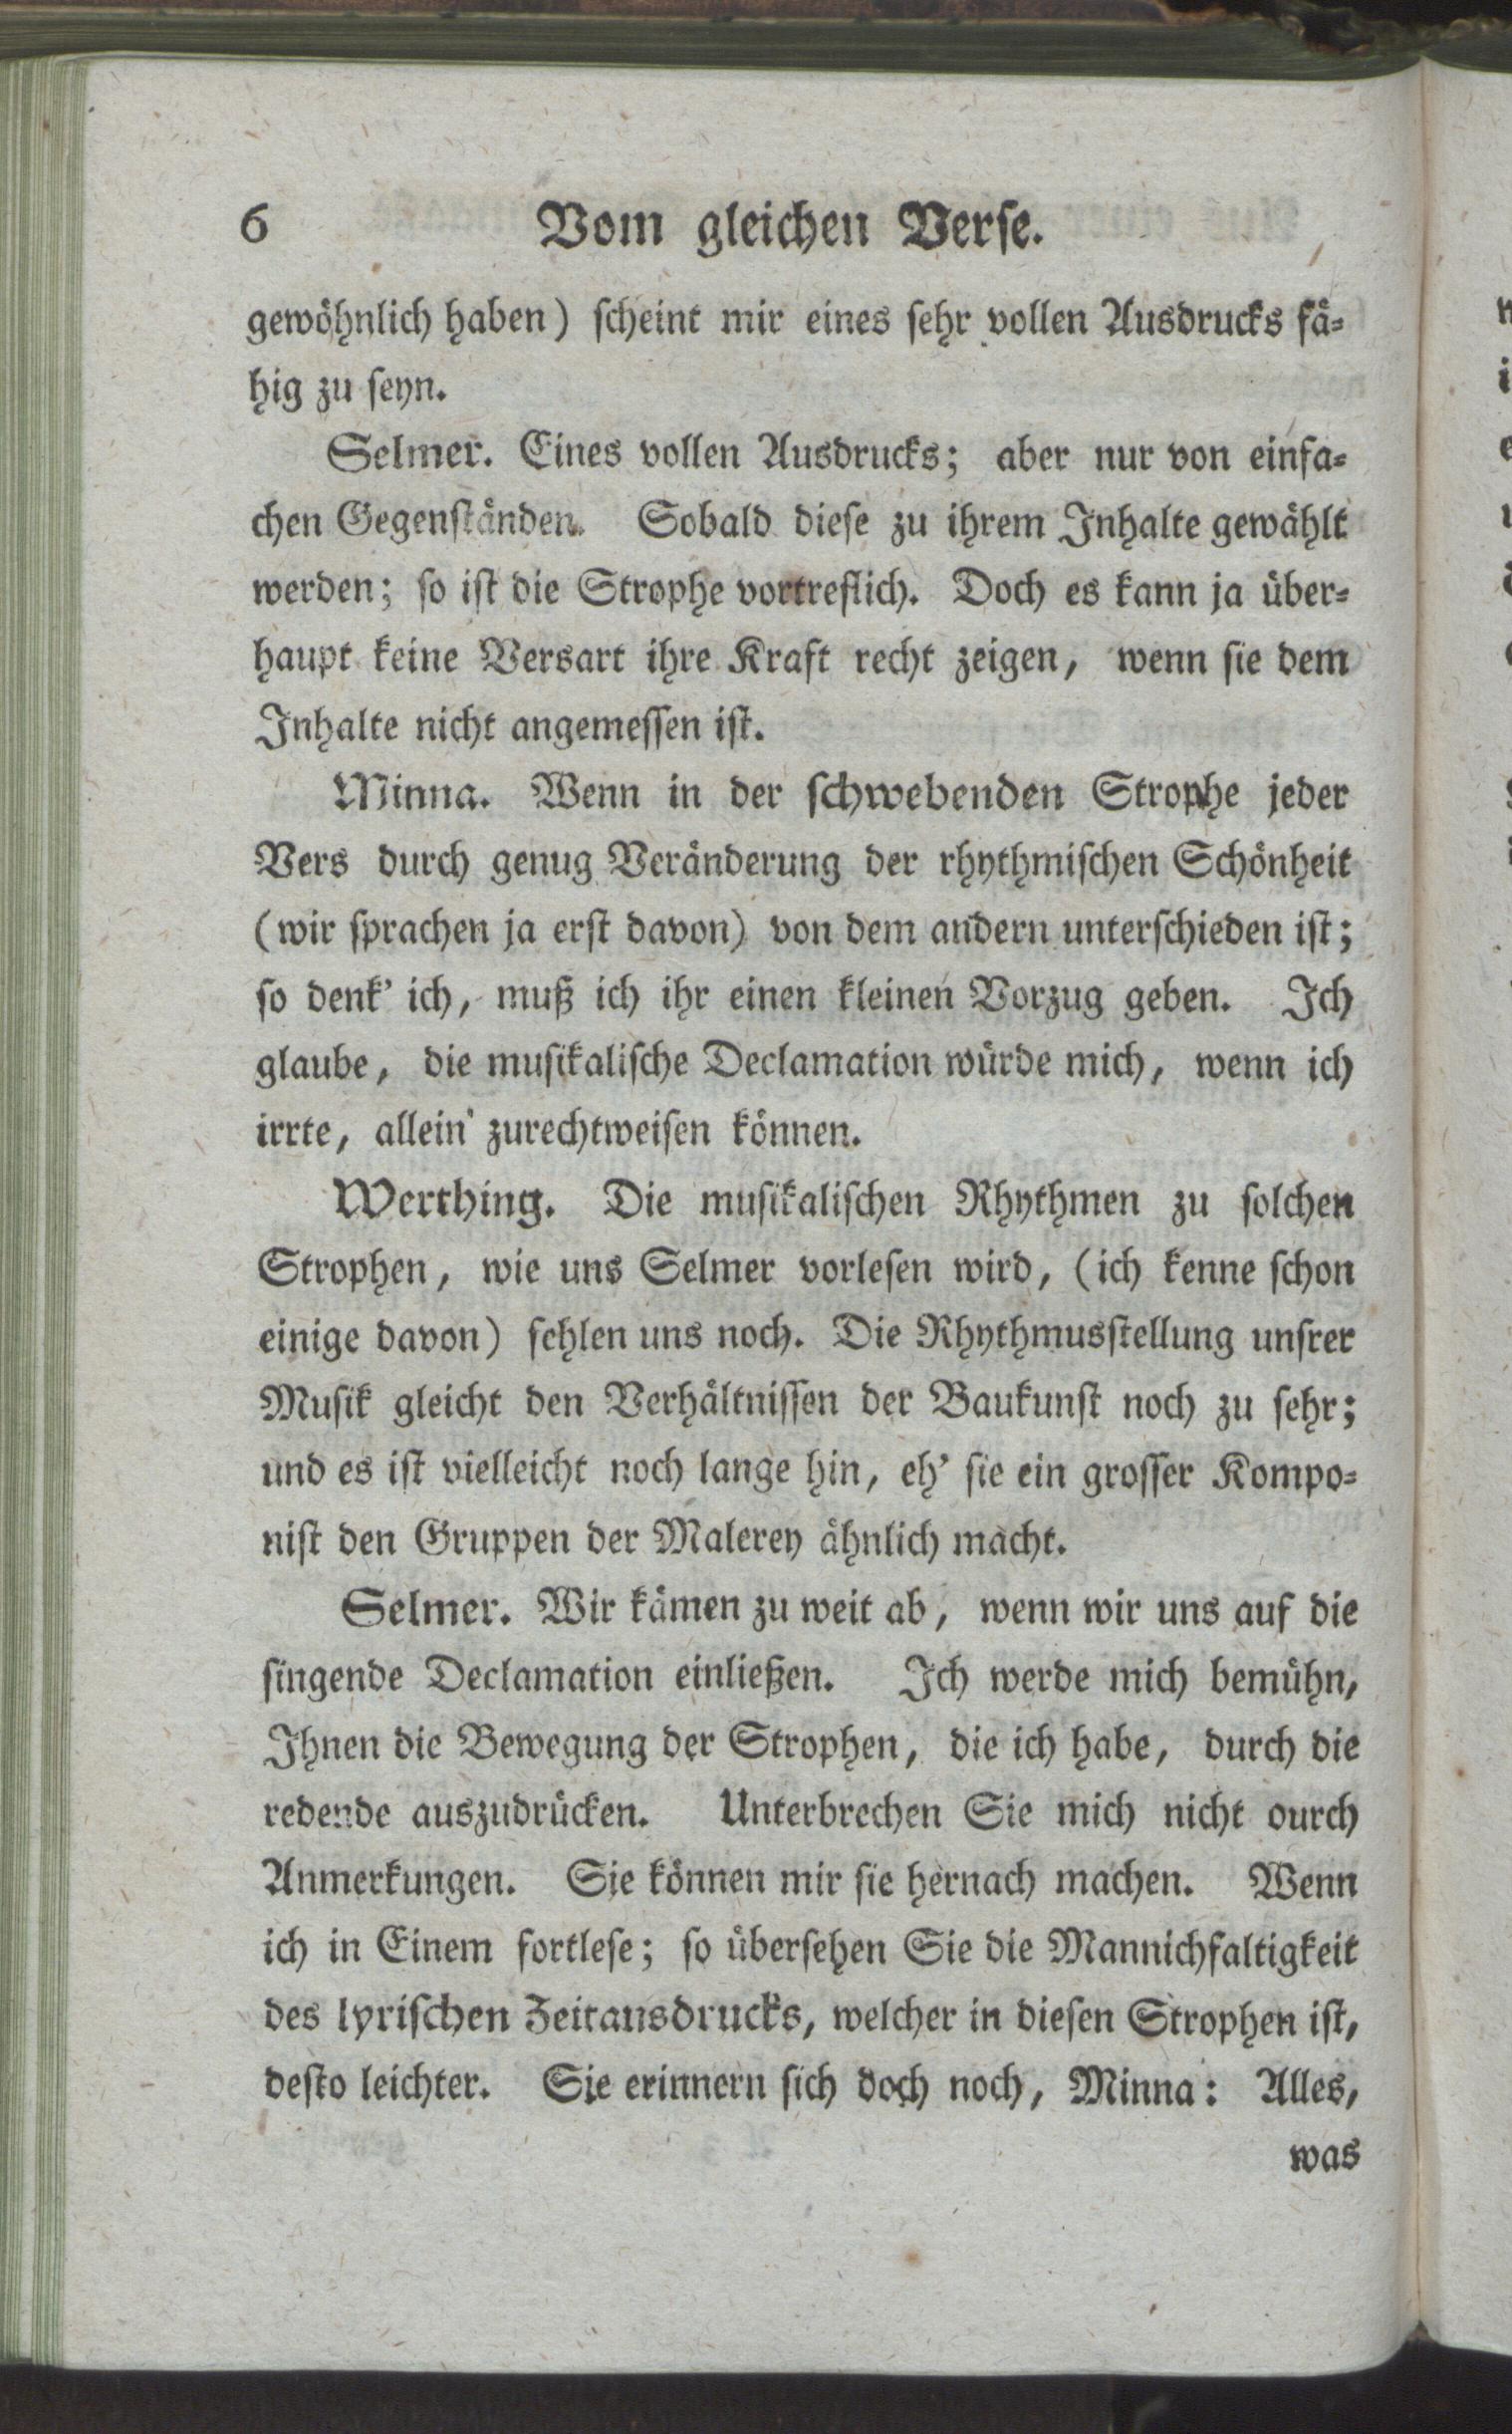 6 Vom gleichen Verse.
gewöhnlich haben) scheint mir eines sehr vollen Ausdrucks fä-
hig zu seyn.
Selmer. Eines vollen Ausdrucks; aber nur von einfa-
chen Gegenständen. Sobald diese zu ihrem Inhalte gewählt
werden; so ist die Strophe vortreflich. Doch es kann ja über-
haupt keine Versart ihre Kraft recht zeigen, wenn sie dem
Inhalte nicht angemessen ist.
Minna. Wenn in der schwebenden Strophe jeder
Vers durch genug Veränderung der rhythmischen Schönheit
(wir sprachen ja erst davon) von dem andern unterschieden ist;
so denk' ich, muß ich ihr einen kleinen Vorzug geben. Ich
glaube, die musikalische Declamation würde mich, wenn ich
irrte, allein zurechtweisen können.
Werthing. Die musikalischen Rhythmen zu solchen
Strophen, wie uns Selmer vorlesen wird, (ich kenne schon
einige davon) fehlen uns noch. Die Rhythmusstellung unsrer
Musik gleicht den Verhältnissen der Baukunst noch zu sehr;
und es ist vielleicht noch lange hin, eh' sie ein grosser Kompo-
nist den Gruppen der Malerey ähnlich macht.
Selmer. Wir kämen zu weit ab, wenn wir uns auf die
singende Declamation einließen. Ich werde mich bemühn,
Ihnen die Bewegung der Strophen, die ich habe, durch die
redende auszudrücken. Unterbrechen Sie mich nicht durch
Anmerkungen. Sie können mir sie hernach machen. Wenn
ich in Einem fortlese; so übersehen Sie die Mannichfaltigkeit
des lyrischen Zeitausdrucks, welcher in diesen Strophen ist,
desto leichter. Sie erinnern sich doch noch, Minna: Alles,
was